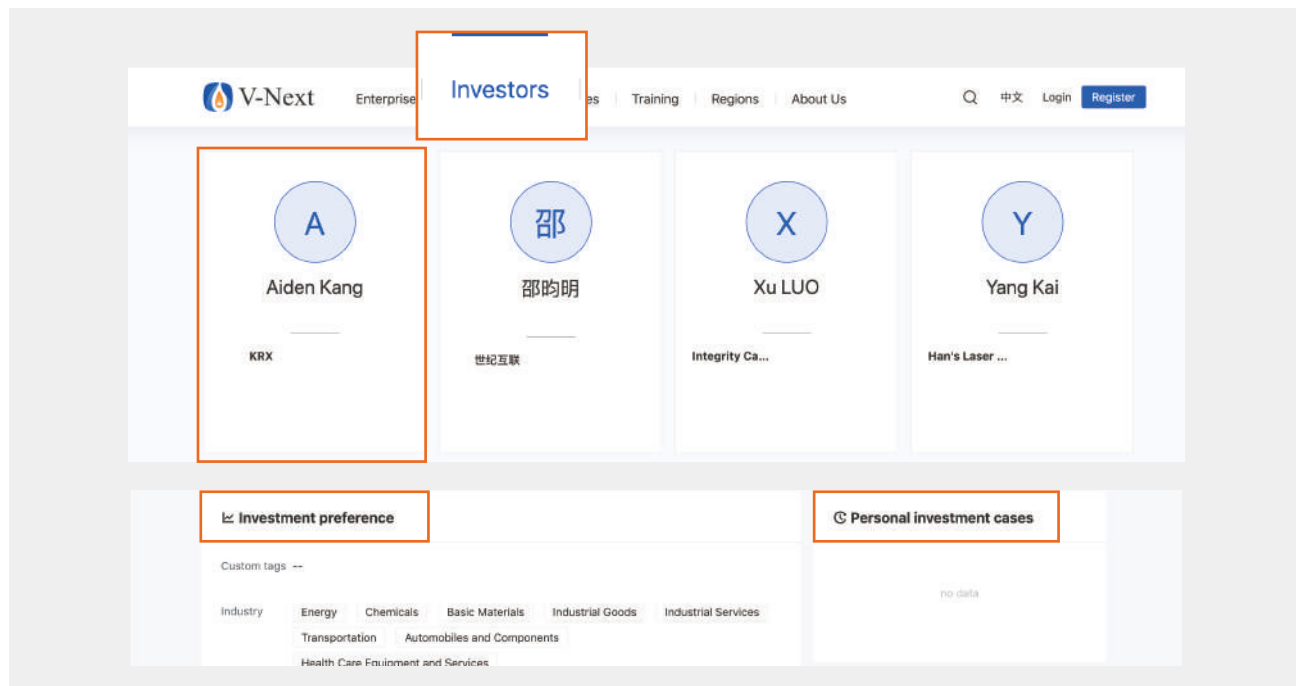 V-Next Enterprise Investors es Training Regions About Us 中文 Login Register
A
Aiden Kang
KRX
邵
邵昀明
世纪互联
X
Xu LUO
Integrity Ca...
Y
Yang Kai
Han's Laser ...
Investment preference
Custom tags --
Industry Energy Chemicals Basic Materials Industrial Goods Industrial Services
Transportation Automobiles and Components
Health Care Equipment and Services
Personal investment cases
no data